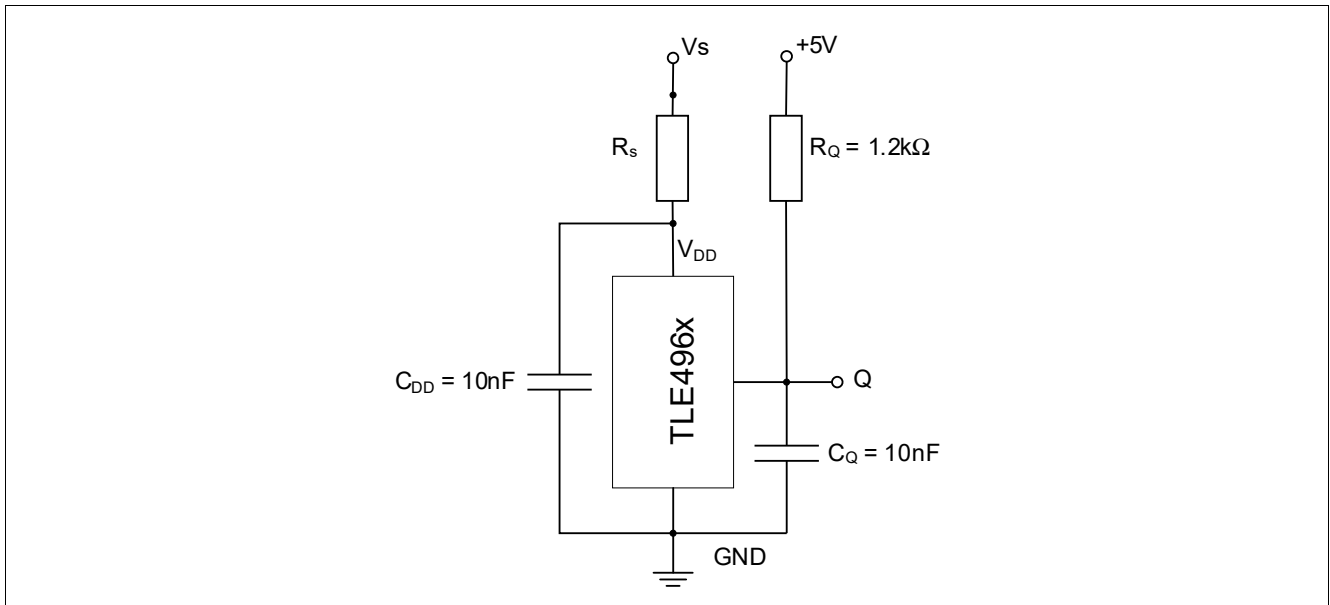 Vs
+5V
Rs
RQ = 1.2kΩ
VDD
TLE496x
Q
CDD = 10nF
CQ = 10nF
GND